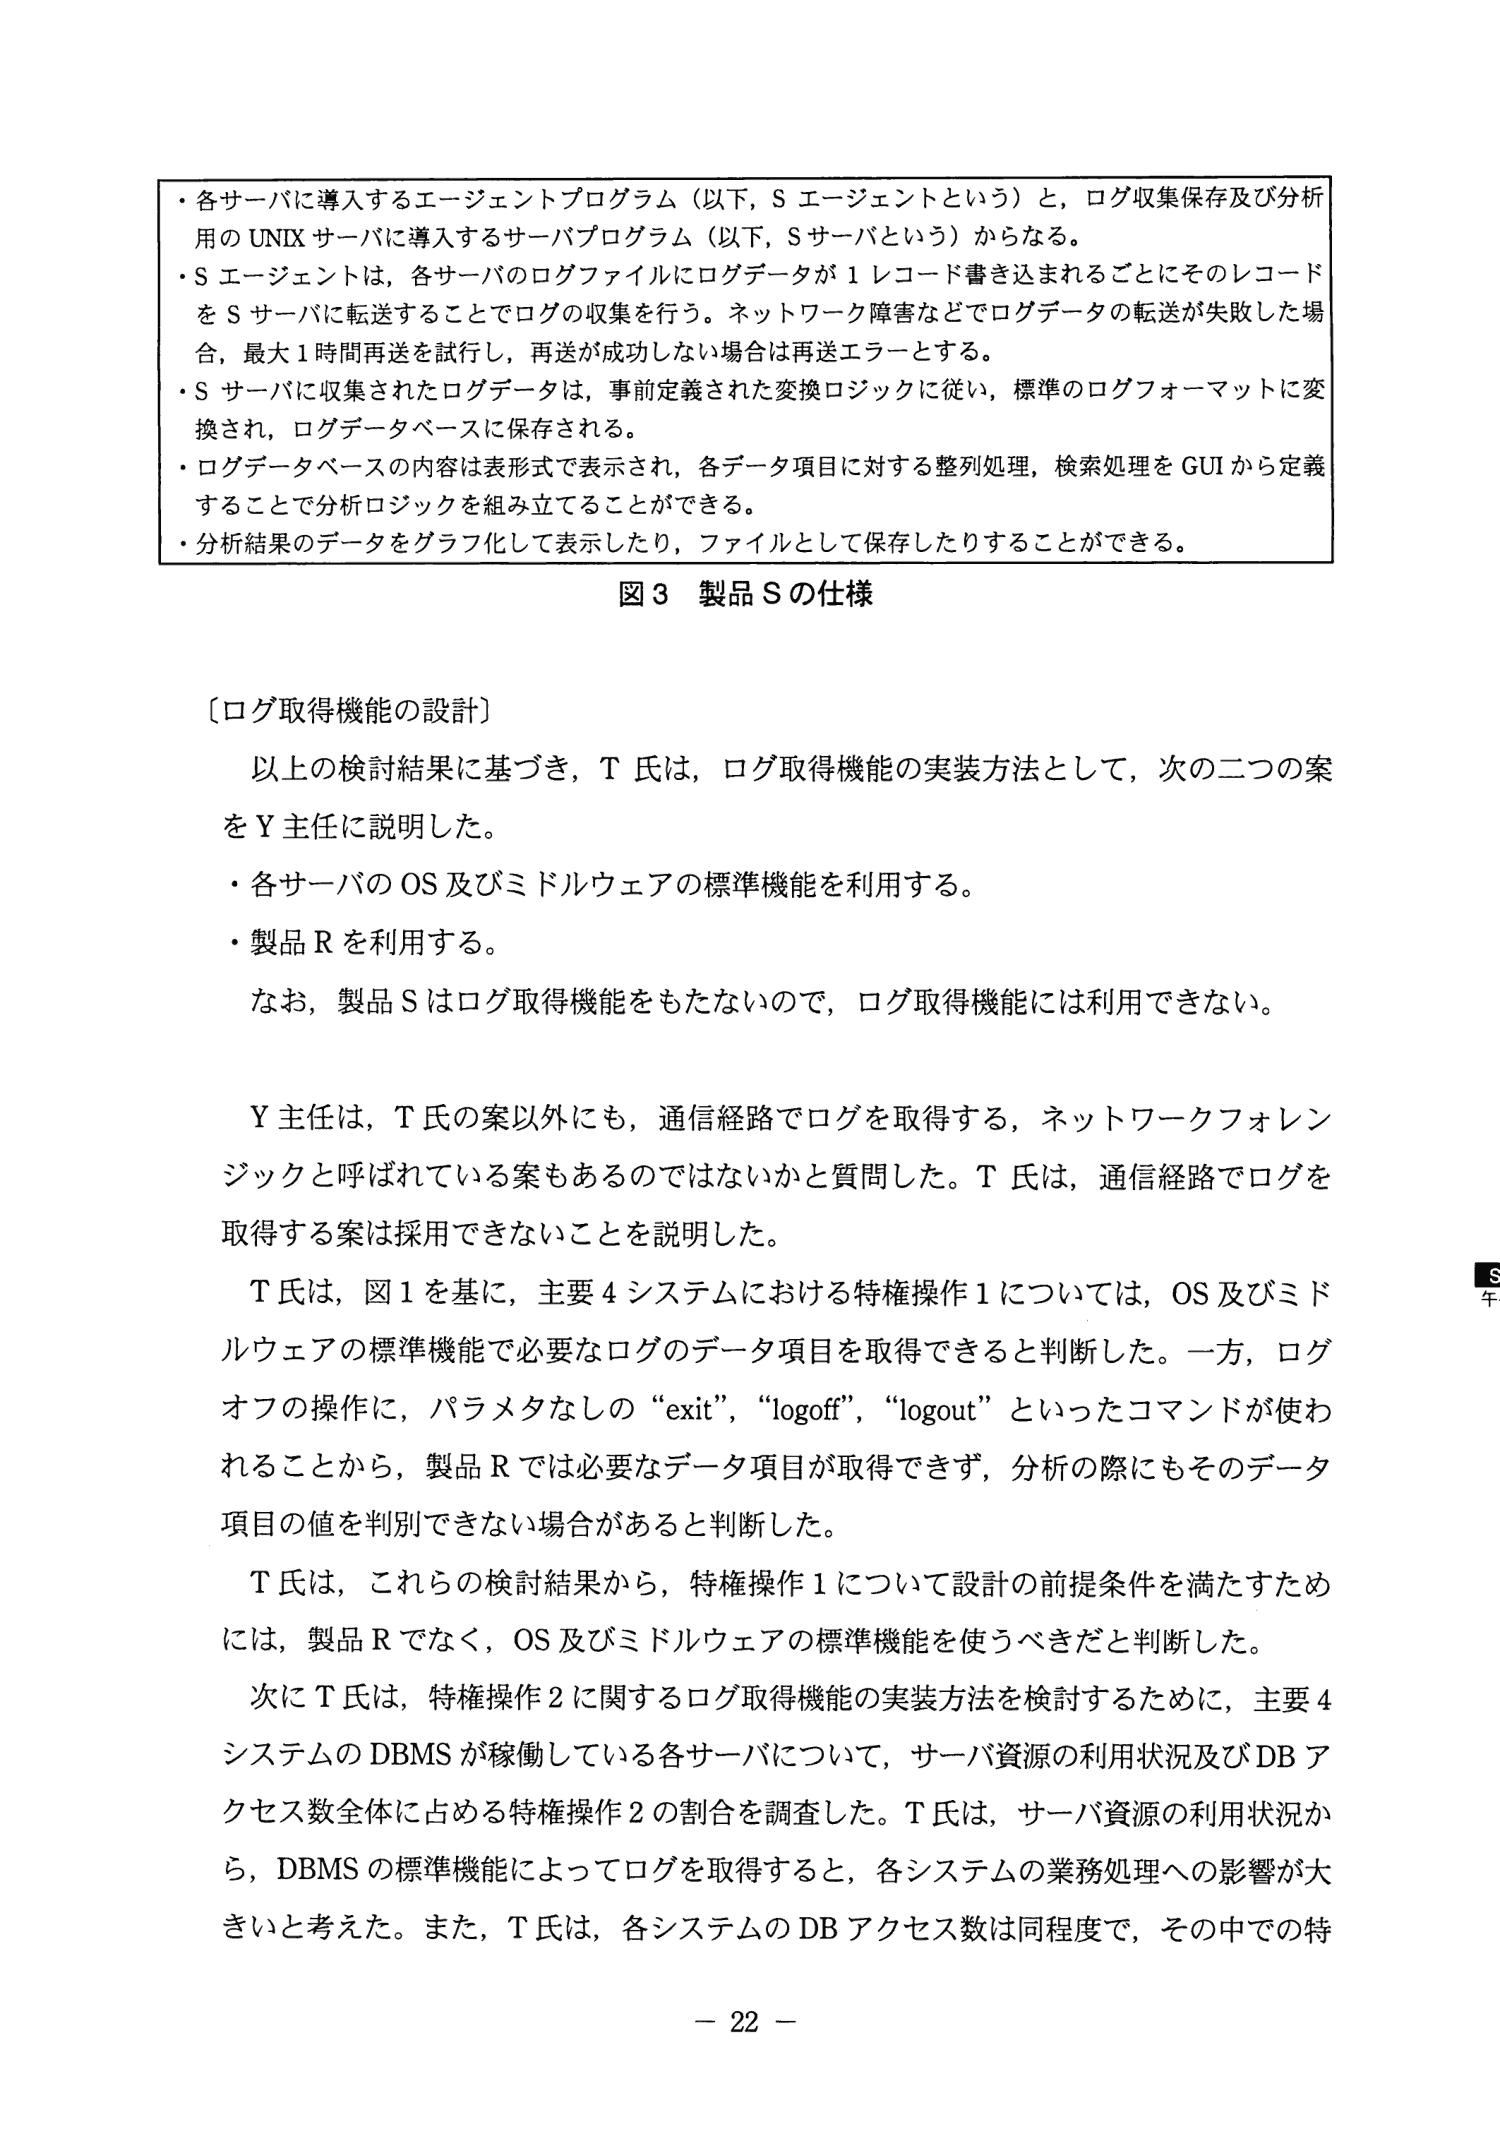 ・各サーバに導入するエージェントプログラム（以下，S エージェントという）と，ログ収集保存及び分析
用の UNIX サーバに導入するサーバプログラム（以下，S サーバという）からなる。
・S エージェントは，各サーバのログファイルにログデータが 1 レコード書き込まれるごとにそのレコード
を S サーバに転送することでログの収集を行う。ネットワーク障害などでログデータの転送が失敗した場
合，最大 1 時間再送を試行し，再送が成功しない場合は再送エラーとする。
・S サーバに収集されたログデータは，事前定義された変換ロジックに従い，標準のログフォーマットに変
換され，ログデータベースに保存される。
・ログデータベースの内容は表形式で表示され，各データ項目に対する整列処理，検索処理を GUI から定義
することで分析ロジックを組み立てることができる。
・分析結果のデータをグラフ化して表示したり，ファイルとして保存したりすることができる。
図3 製品 S の仕様
〔ログ取得機能の設計〕
以上の検討結果に基づき，T 氏は，ログ取得機能の実装方法として，次の二つの案
を Y 主任に説明した。
・各サーバの OS 及びミドルウェアの標準機能を利用する。
・製品 R を利用する。
なお，製品 S はログ取得機能をもたないので，ログ取得機能には利用できない。
Y 主任は，T 氏の案以外にも，通信経路でログを取得する，ネットワークフォレン
ジックと呼ばれている案もあるのではないかと質問した。T 氏は，通信経路でログを
取得する案は採用できないことを説明した。
T 氏は，図 1 を基に，主要 4 システムにおける特権操作 1 については，OS 及びミド
ルウェアの標準機能で必要なログのデータ項目を取得できると判断した。一方，ログ
オフの操作に，パラメタなしの “exit”，“logoff”，“logout” といったコマンドが使わ
れることから，製品 R では必要なデータ項目が取得できず，分析の際にもそのデータ
項目の値を判別できない場合があると判断した。
T 氏は，これらの検討結果から，特権操作 1 について設計の前提条件を満たすため
には，製品 R でなく，OS 及びミドルウェアの標準機能を使うべきだと判断した。
次に T 氏は，特権操作 2 に関するログ取得機能の実装方法を検討するために，主要 4
システムの DBMS が稼働している各サーバについて，サーバ資源の利用状況及び DB ア
クセス数全体に占める特権操作 2 の割合を調査した。T 氏は，サーバ資源の利用状況か
ら，DBMS の標準機能によってログを取得すると，各システムの業務処理への影響が大
きいと考えた。また，T 氏は，各システムの DB アクセス数は同程度で，その中での特
S
午
－ 22 －